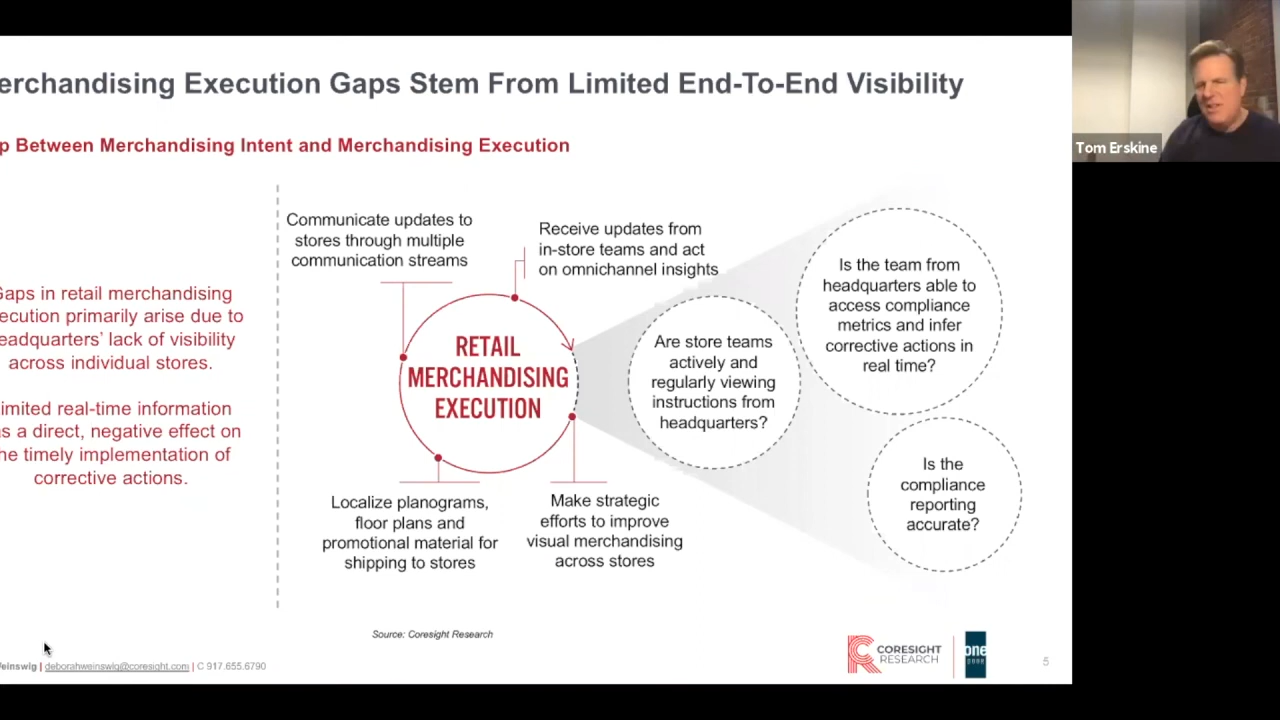 erchandising Execution Gaps Stem From Limited End-To-End Visibility
p Between Merchandising Intent and Merchandising Execution
Tom Erskine
Communicate updates to
stores through multiple
communication streams
Receive updates from
in-store teams and act
on omnichannel insights
Gaps in retail merchandising
ecution primarily arise due to
eadquarters' lack of visibility
across individual stores.
imited real-time information
as a direct, negative effect on
he timely implementation of
corrective actions.
RETAIL
MERCHANDISING
EXECUTION
Localize planograms,
floor plans and
promotional material for
shipping to stores
Make strategic
efforts to improve
visual merchandising
across stores
Are store teams
actively and
regularly viewing
instructions from
headquarters?
Is the team from
headquarters able to
access compliance
metrics and infer
corrective actions in
real time?
Is the
compliance
reporting
accurate?
Source: Coresight Research
Weinswig | deborahweinswig@coresight.com | C 917.655.6790
CORESIGHT
RESEARCH
one
door
5